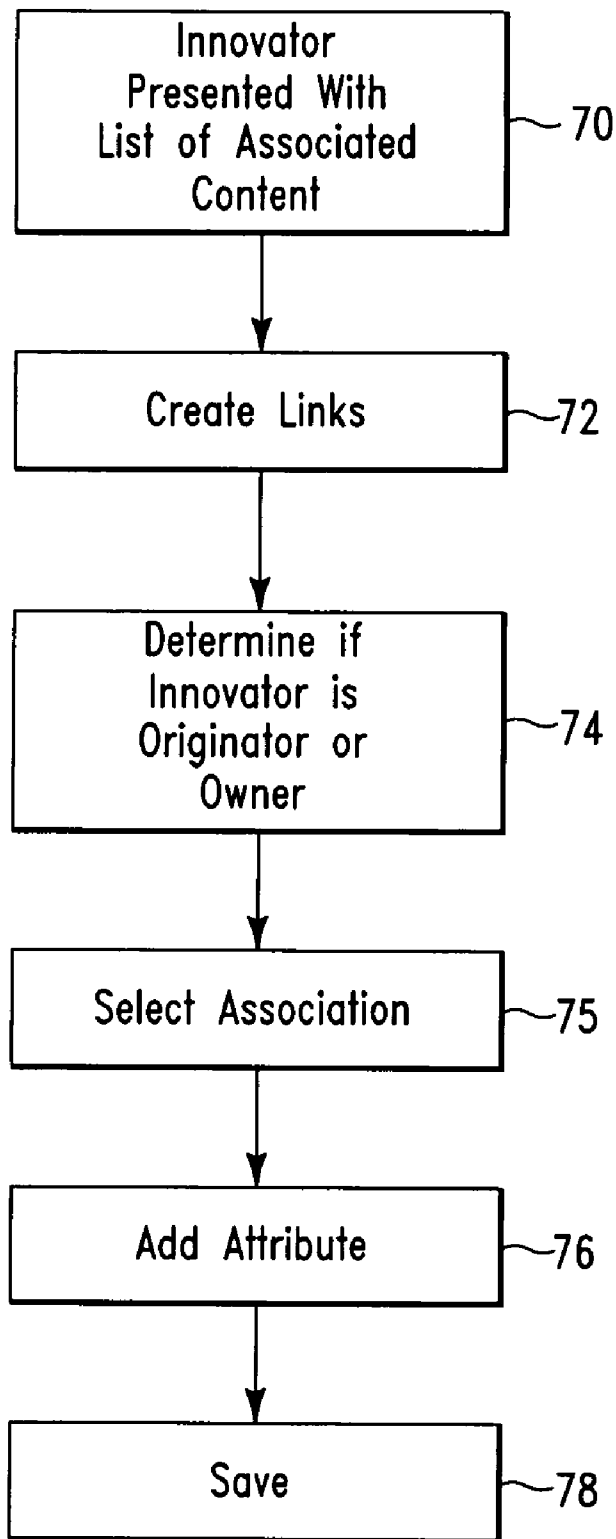 Innovator
Presented With
List of Associated
Content
70
Create Links
72
Determine if
Innovator is
Originator or
Owner
74
Select Association
75
Add Attribute
76
Save
78